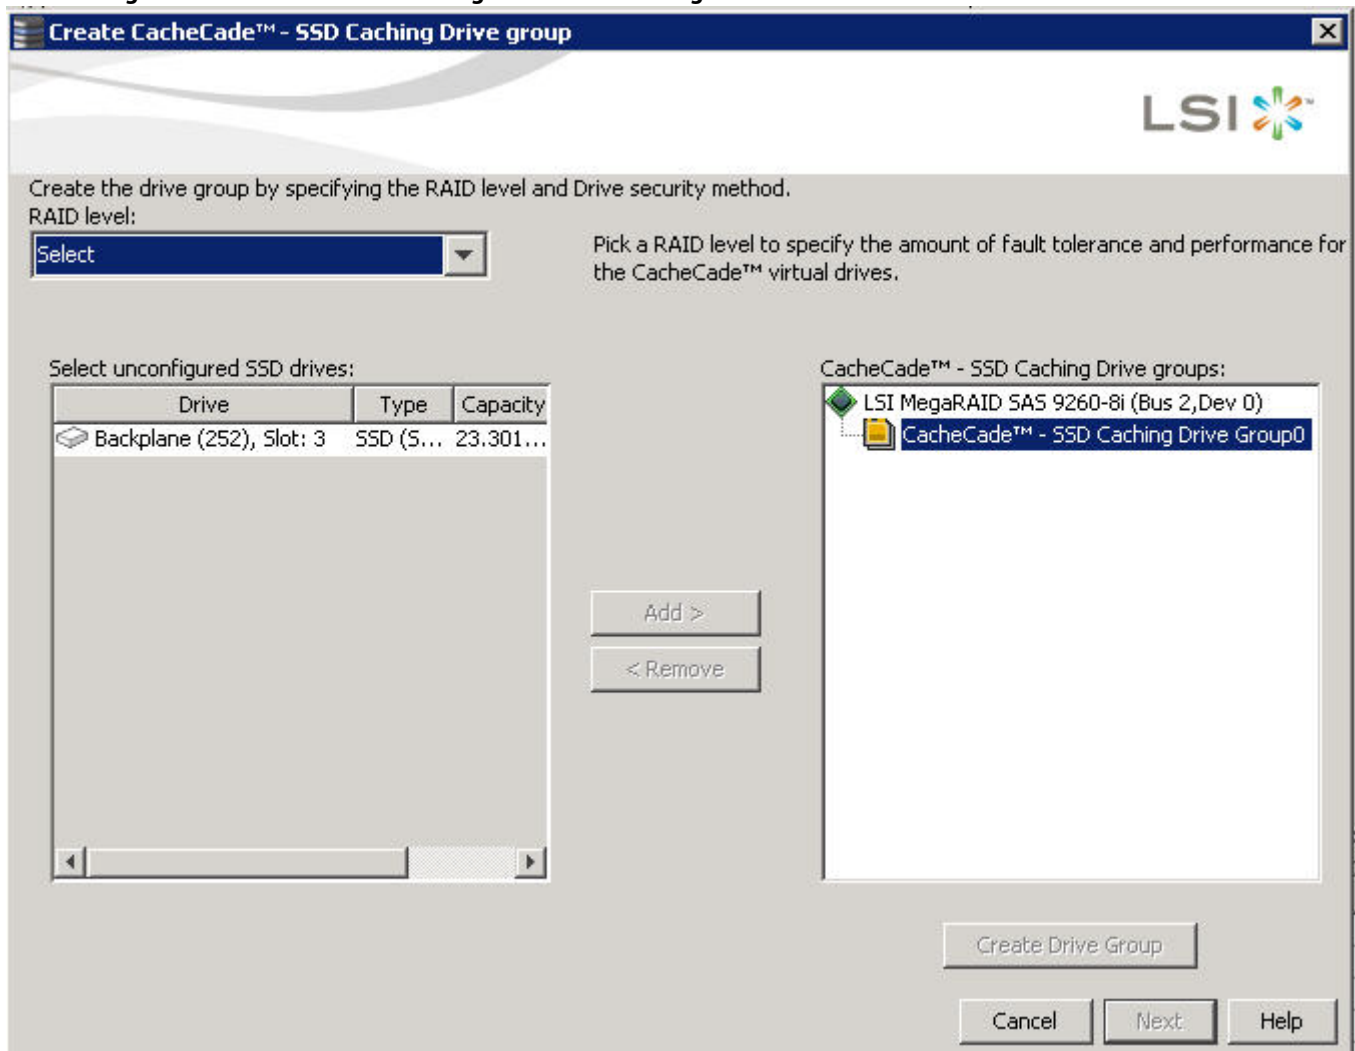 Create CacheCade™ - SSD Caching Drive group
LSI™
Create the drive group by specifying the RAID level and Drive security method.
RAID level:
Select
Pick a RAID level to specify the amount of fault tolerance and performance for
the CacheCade™ virtual drives.
Select unconfigured SSD drives:
Drive Type Capacity
Backplane (252), Slot: 3 SSD (S... 23.301...
CacheCade™ - SSD Caching Drive groups:
LSI MegaRAID SAS 9260-8i (Bus 2,Dev 0)
CacheCade™ - SSD Caching Drive Group0
Add >
< Remove
Create Drive Group
Cancel Next Help